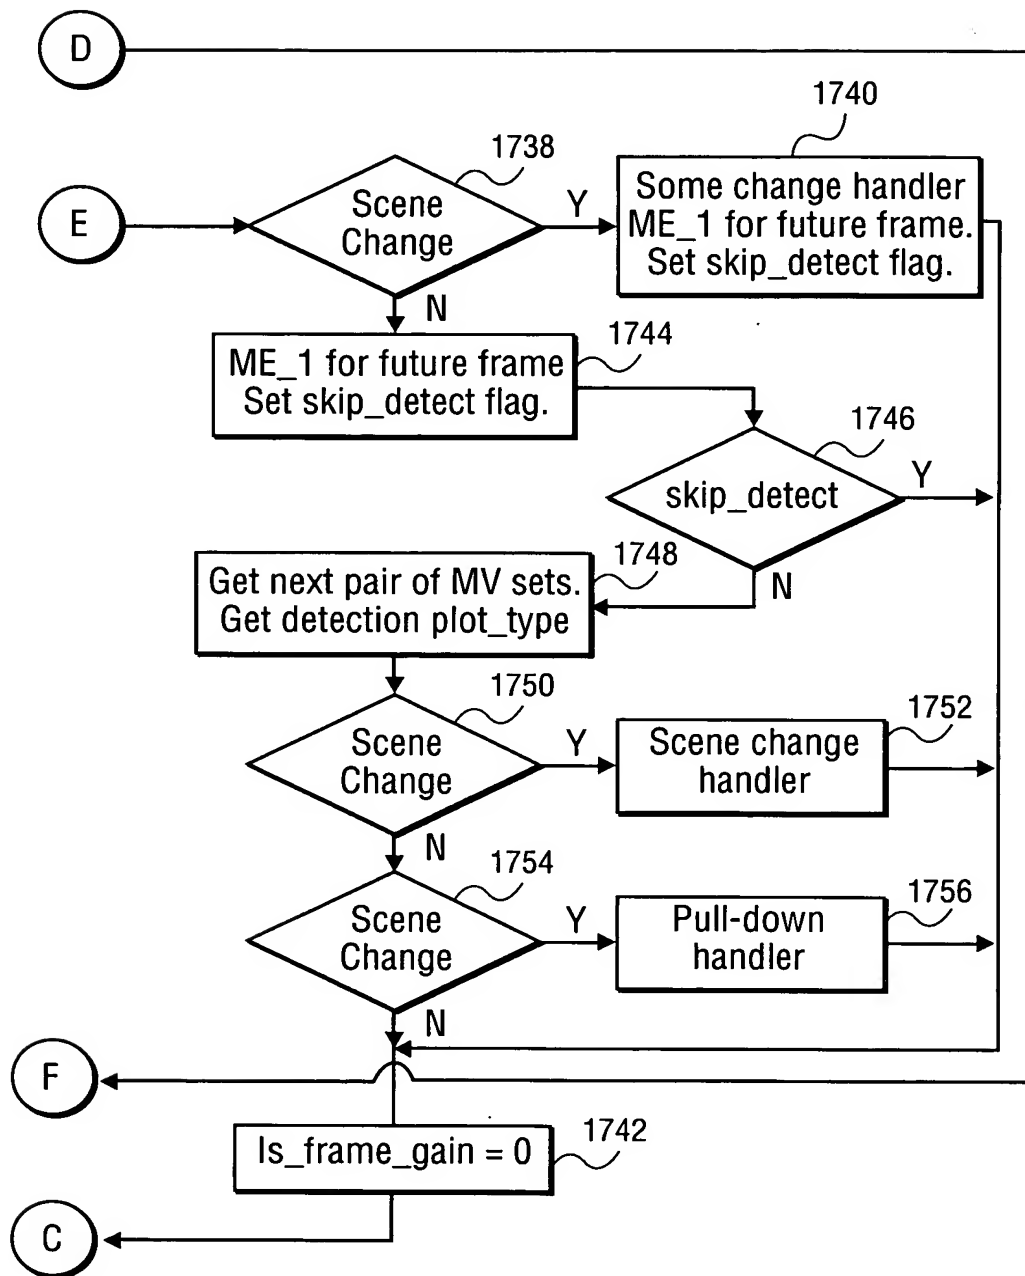 D
1740
1738
Some change handler
ME_1 for future frame.
Set skip_detect flag.
E
Scene
Change
Y
N
1744
ME_1 for future frame
Set skip_detect flag.
1746
skip_detect
Y
N
1748
Get next pair of MV sets.
Get detection plot_type
1750
Scene
Change
Y
N
1752
Scene change
handler
1754
Scene
Change
Y
N
1756
Pull-down
handler
F
Is_frame_gain = 0
1742
C